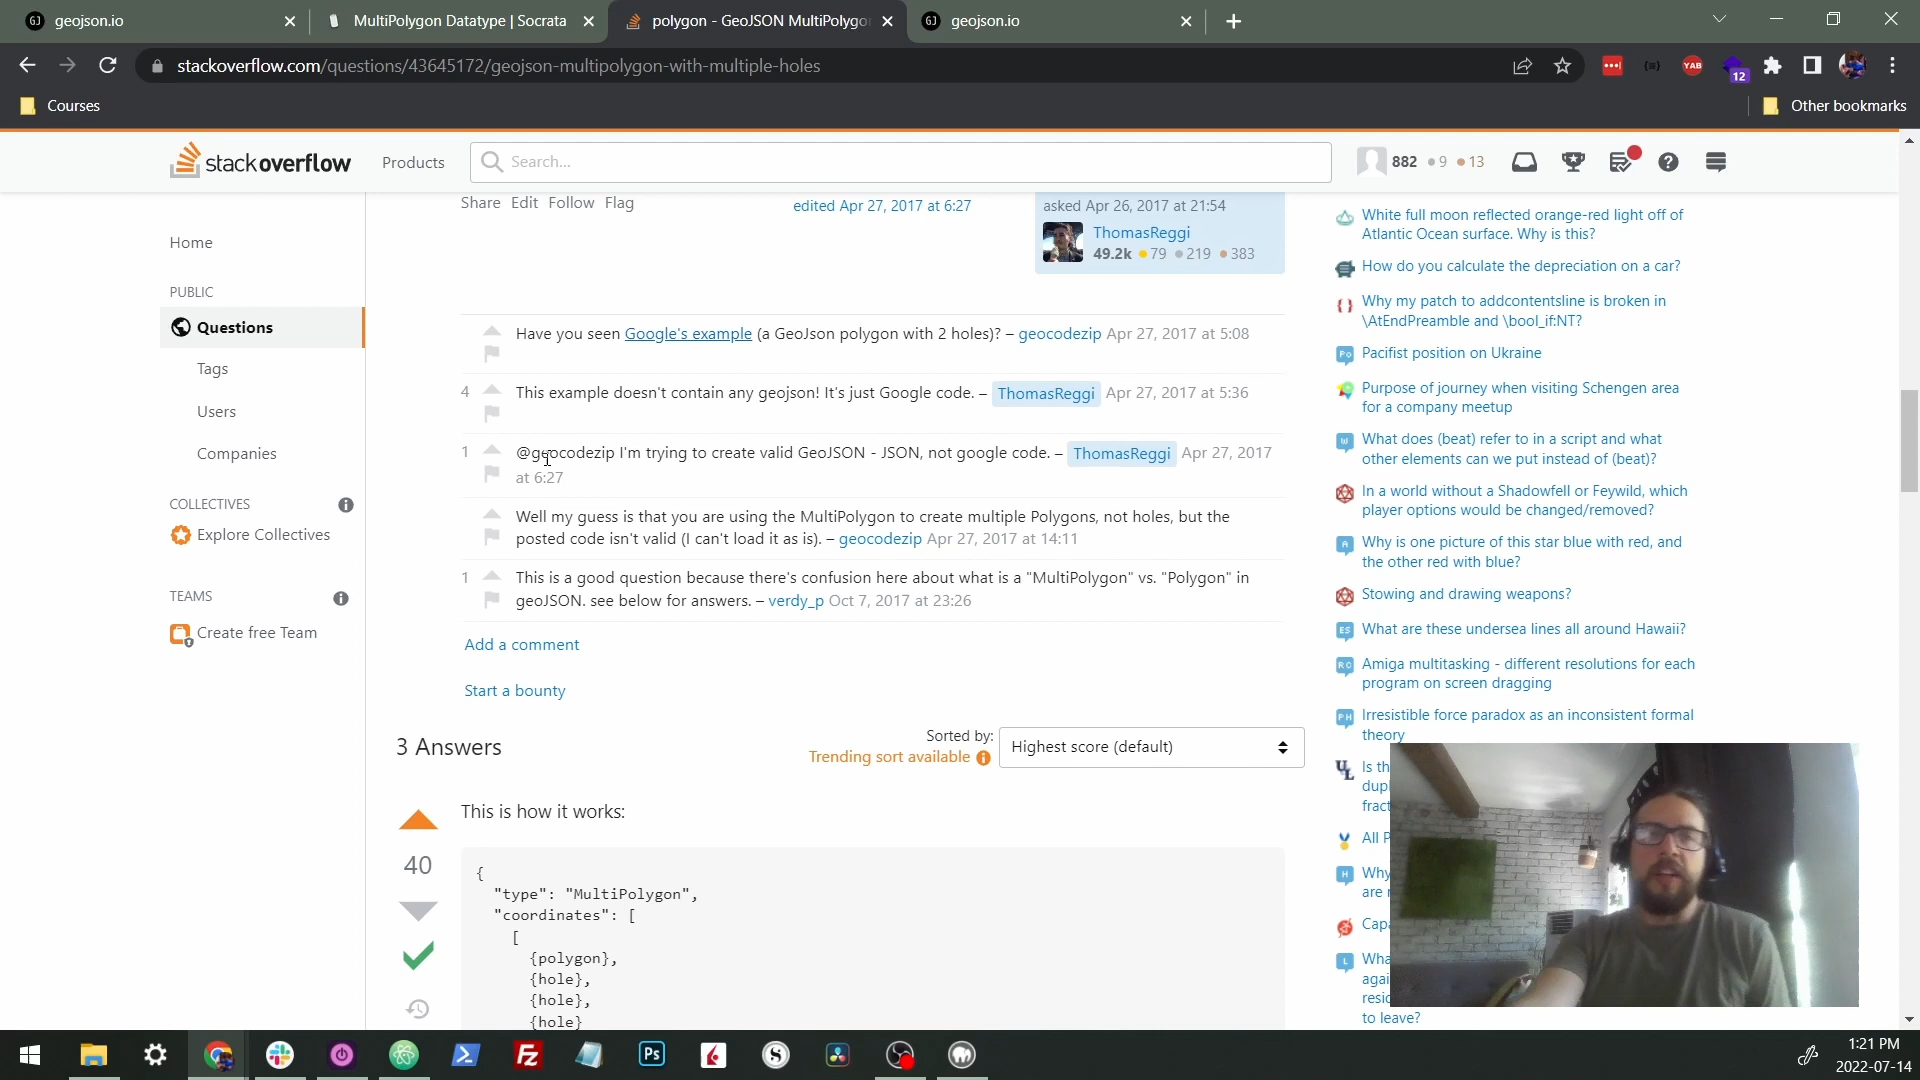 geojson.io
MultiPolygon Datatype | Socrata
polygon - GeoJSON MultiPolygo
geojson.io
stackoverflow.com/questions/43645172/geojson-multipolygon-with-multiple-holes
YAB
12
Courses
Other bookmarks
stackoverflow
Products
Search...
882 9 13
Home
PUBLIC
Questions
Tags
Users
Companies
COLLECTIVES
Explore Collectives
TEAMS
Create free Team
Share Edit Follow Flag
edited Apr 27, 2017 at 6:27
asked Apr 26, 2017 at 21:54
ThomasReggi
49.2k 79 219 383
Have you seen Google's example (a GeoJson polygon with 2 holes)? – geocodezip Apr 27, 2017 at 5:08
4 This example doesn't contain any geojson! It's just Google code. – ThomasReggi Apr 27, 2017 at 5:36
1 @geocodezip I'm trying to create valid GeoJSON - JSON, not google code. – ThomasReggi Apr 27, 2017
at 6:27
Well my guess is that you are using the MultiPolygon to create multiple Polygons, not holes, but the
posted code isn't valid (I can't load it as is). – geocodezip Apr 27, 2017 at 14:11
1 This is a good question because there's confusion here about what is a "MultiPolygon" vs. "Polygon" in
geoJSON. see below for answers. – verdy_p Oct 7, 2017 at 23:26
Add a comment
Start a bounty
3 Answers
Sorted by:
Trending sort available
Highest score (default)
40
This is how it works:
{
"type": "MultiPolygon",
"coordinates": [
[
{polygon},
{hole},
{hole},
{hole}
White full moon reflected orange-red light off of
Atlantic Ocean surface. Why is this?
How do you calculate the depreciation on a car?
Why my patch to addcontentsline is broken in
\AtEndPreamble and \bool_if:NT?
Pacifist position on Ukraine
Purpose of journey when visiting Schengen area
for a company meetup
What does (beat) refer to in a script and what
other elements can we put instead of (beat)?
In a world without a Shadowfell or Feywild, which
player options would be changed/removed?
Why is one picture of this star blue with red, and
the other red with blue?
Stowing and drawing weapons?
What are these undersea lines all around Hawaii?
Amiga multitasking - different resolutions for each
program on screen dragging
Irresistible force paradox as an inconsistent formal
theory
Is th
dupl
fract
All P
Why
are r
Capa
Wha
agai
resid
to leave?
1:21 PM
2022-07-14